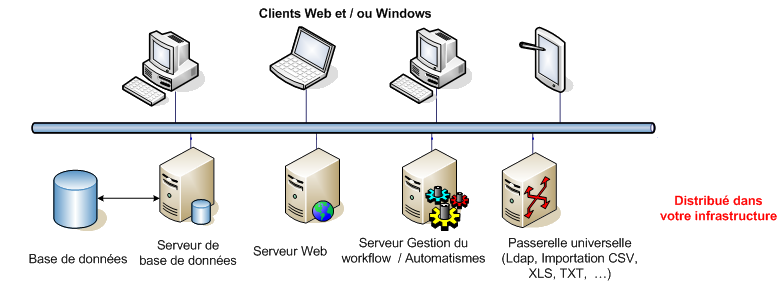 Clients Web et / ou Windows
Distribué dans
votre infrastructure
Base de données
Serveur de
base de données
Serveur Web
Serveur Gestion du
workflow / Automatismes
Passerelle universelle
(Ldap, Importation CSV,
XLS, TXT, …)